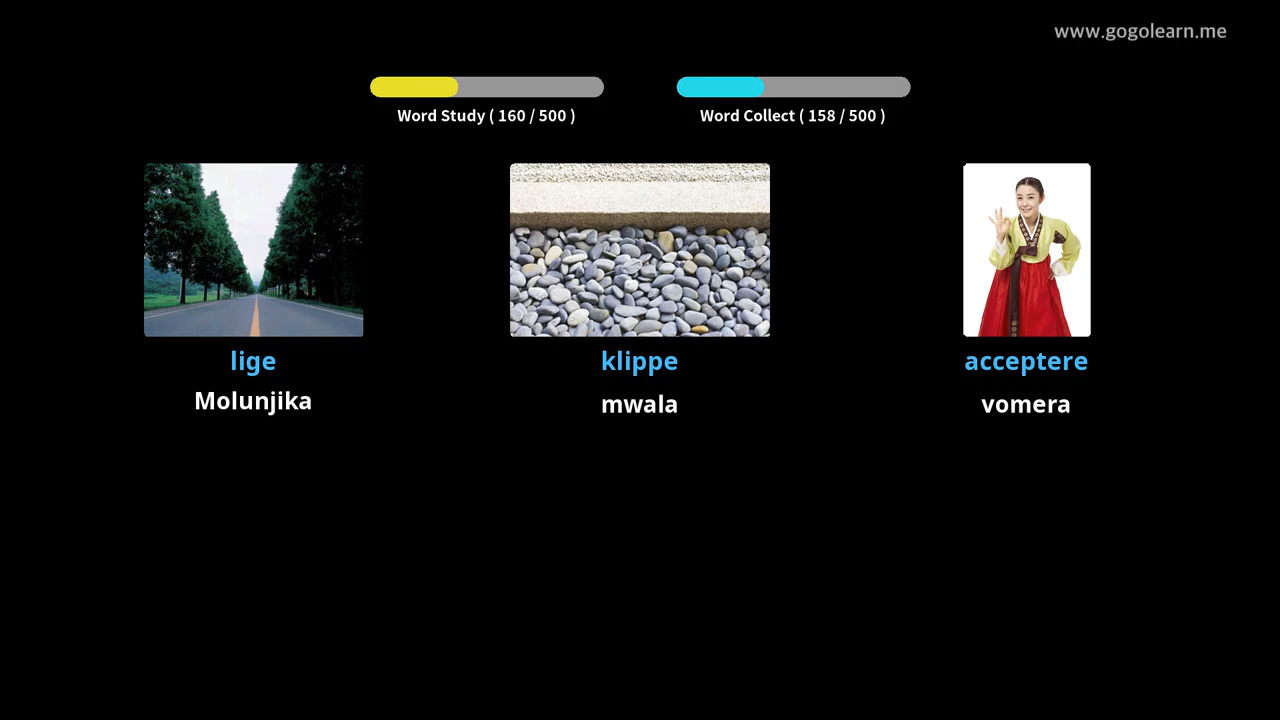 www.gogolearn.me
Word Study ( 160 / 500 )
Word Collect ( 158 / 500 )
lige
Molunjika
klippe
mwala
acceptere
vomera